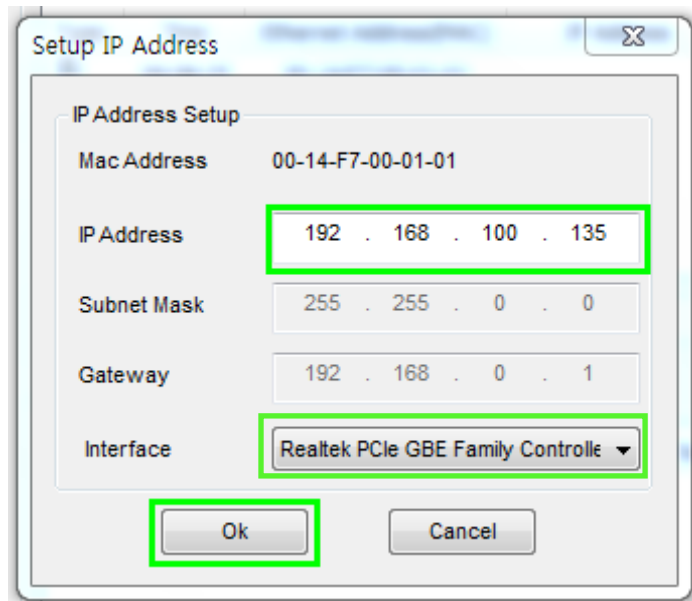 Setup IP Address
IP Address Setup
Mac Address 00-14-F7-00-01-01
IP Address 192 . 168 . 100 . 135
Subnet Mask 255 . 255 . 0 . 0
Gateway 192 . 168 . 0 . 1
Interface Realtek PCIe GBE Family Controlle
Ok Cancel